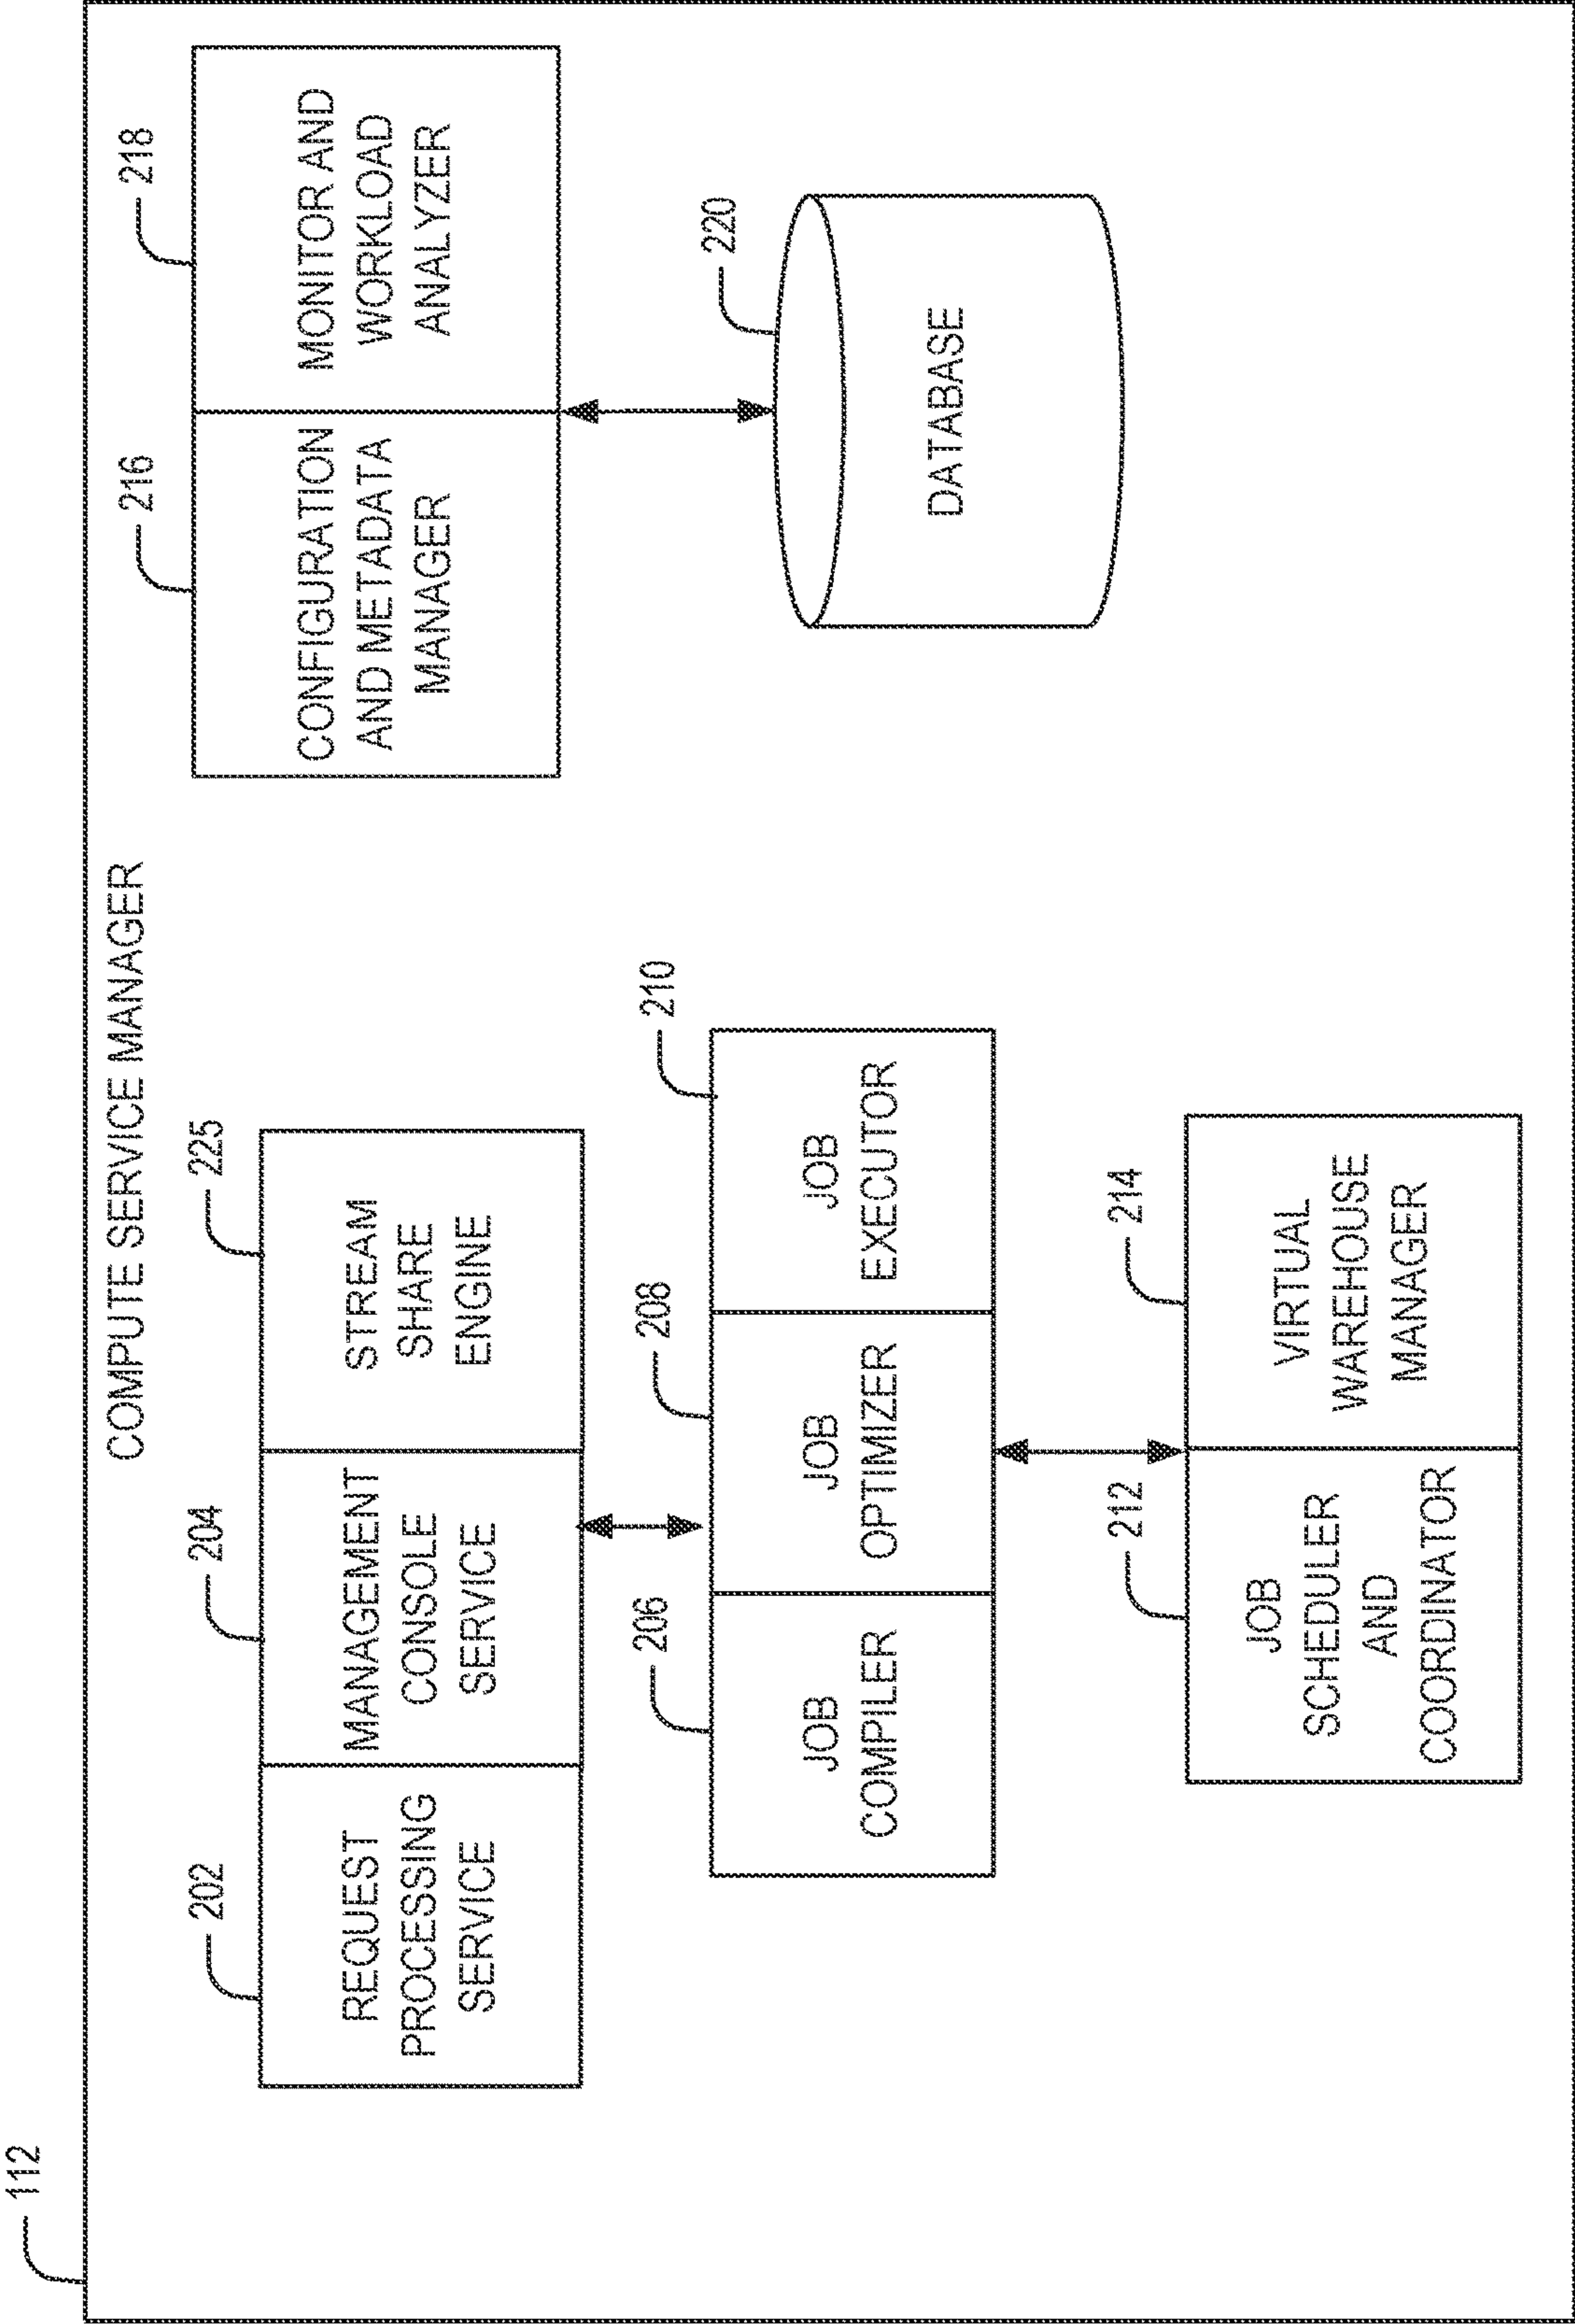 112
COMPUTE SERVICE MANAGER
202
REQUEST
PROCESSING
SERVICE
204
MANAGEMENT
CONSOLE
SERVICE
225
STREAM
SHARE
ENGINE
206
JOB
COMPILER
208
JOB
OPTIMIZER
210
JOB
EXECUTOR
212
JOB
SCHEDULER
AND
COORDINATOR
214
VIRTUAL
WAREHOUSE
MANAGER
216
CONFIGURATION
AND METADATA
MANAGER
218
MONITOR AND
WORKLOAD
ANALYZER
220
DATABASE